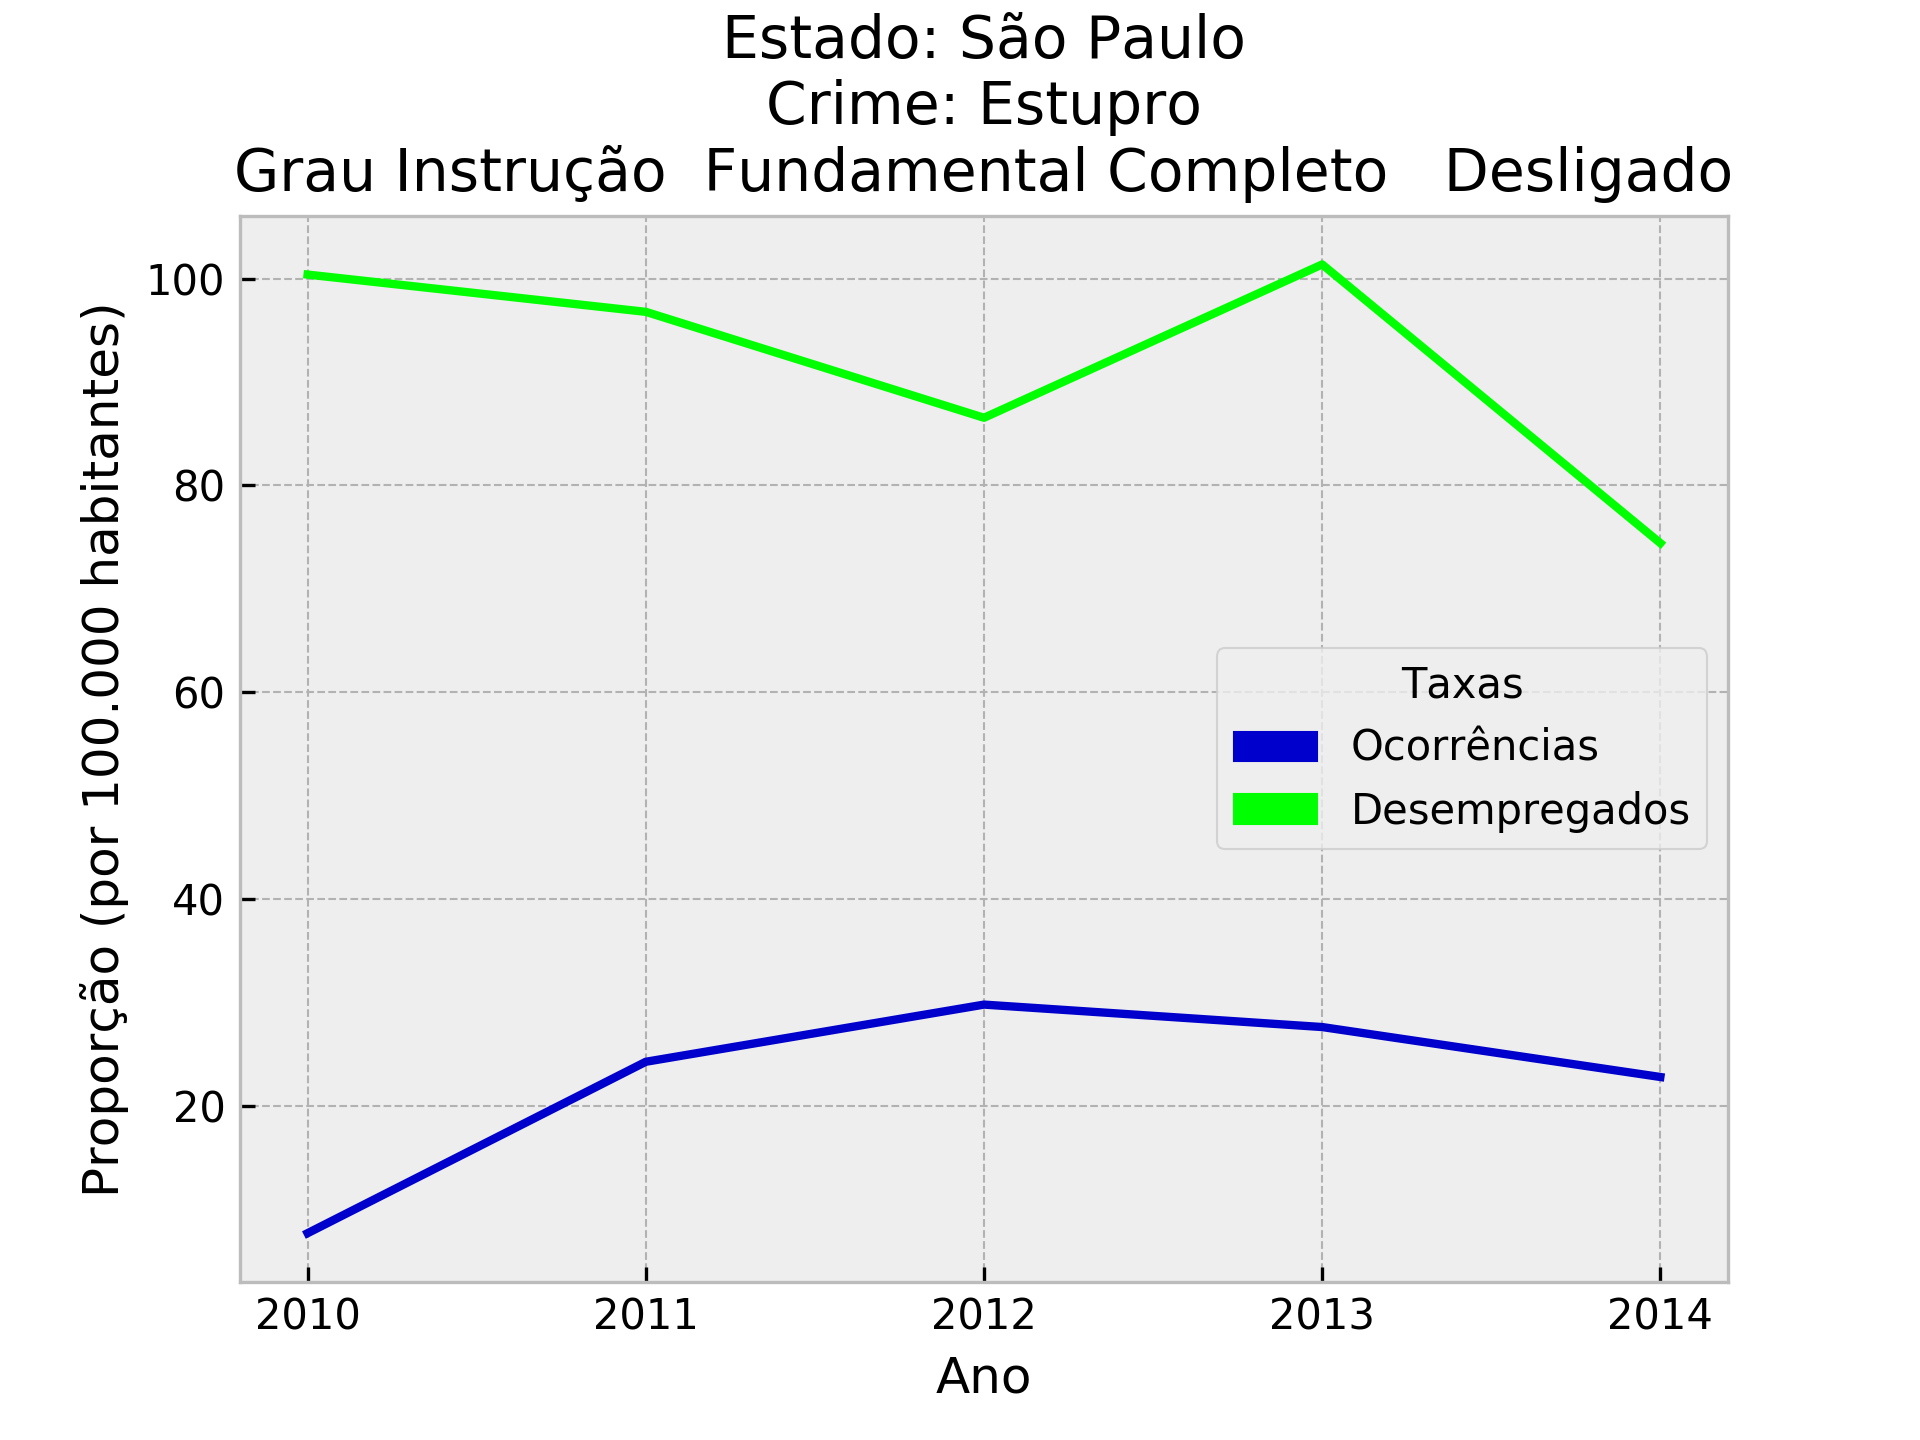 Estado: São Paulo
Crime: Estupro
Grau Instrução  Fundamental Completo   Desligado
Proporção (por 100.000 habitantes)
100
80
60
40
20
Taxas
Ocorrências
Desempregados
2010 2011 2012 2013 2014
Ano